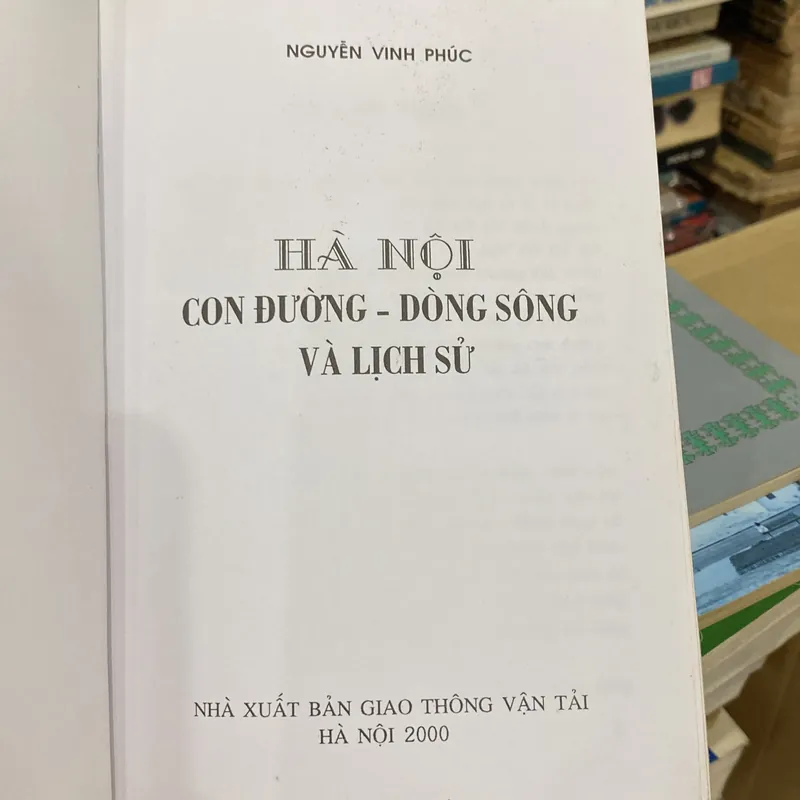 NGUYỄN VINH PHÚC
HÀ NỘI
CON ĐƯỜNG - DÒNG SÔNG
VÀ LỊCH SỬ
NHÀ XUẤT BẢN GIAO THÔNG VẬN TẢI
HÀ NỘI 2000